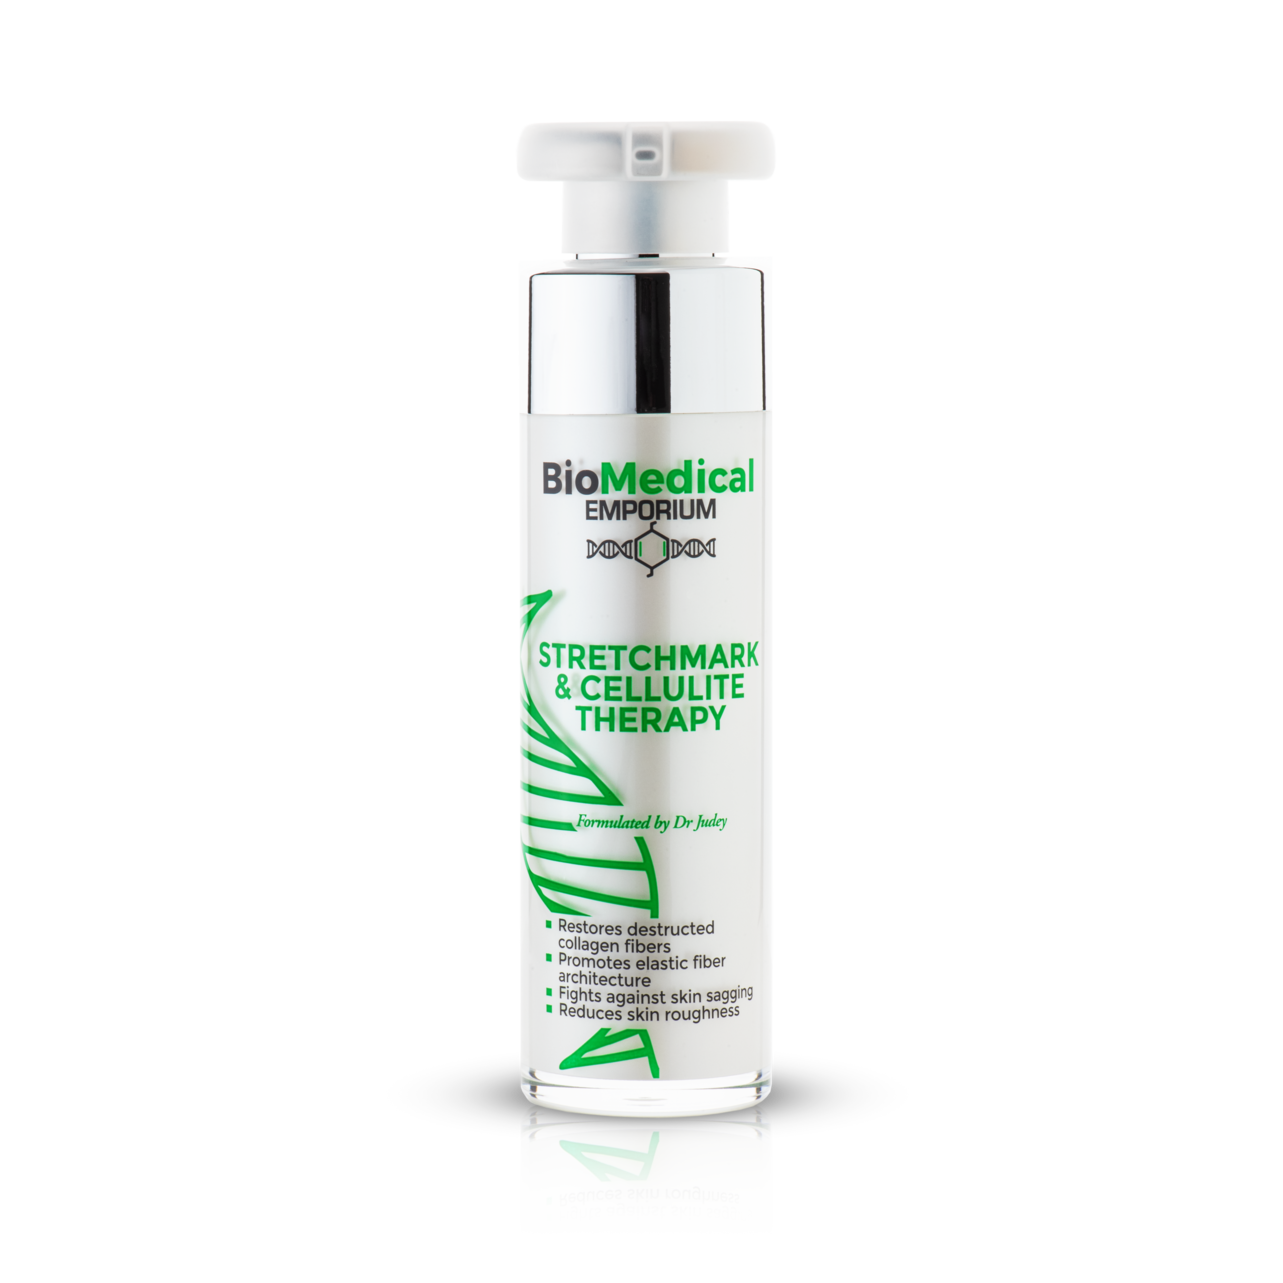 BioMedical
EMPORIUM
STRETCHMARK
& CELLULITE
THERAPY
Formulated by Dr Judey
▪ Restores destructed
collagen fibers
▪ Promotes elastic fiber
architecture
▪ Fights against skin sagging
▪ Reduces skin roughness